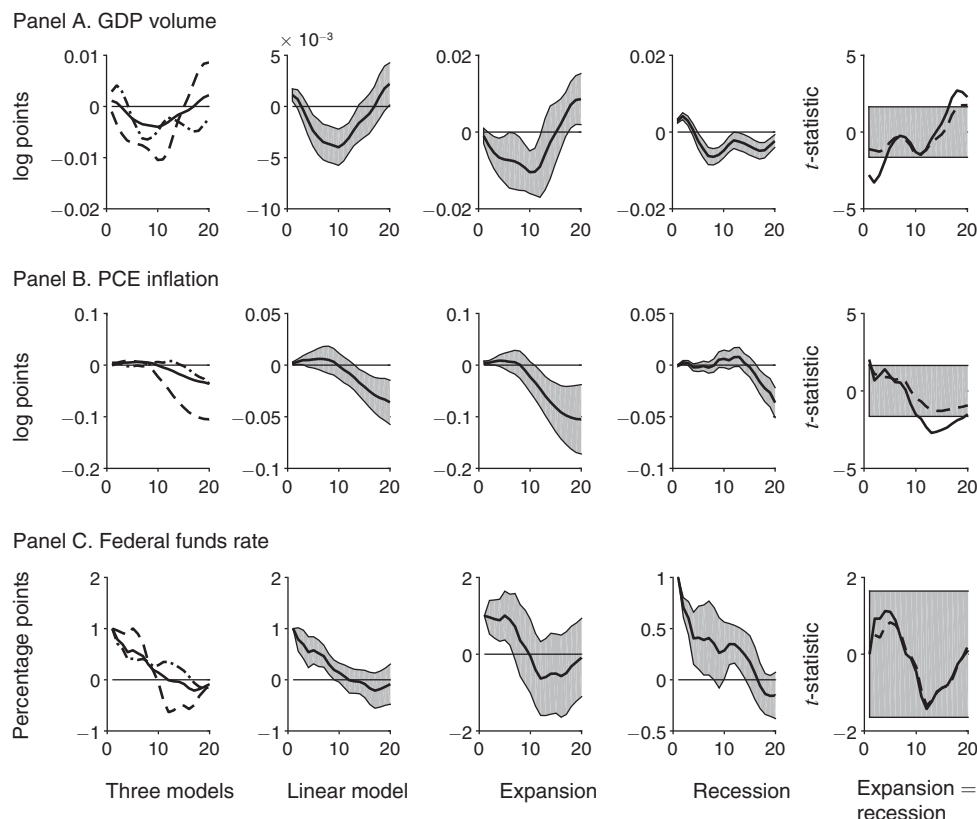 Panel A. GDP volume
× 10⁻³
log points
0.01
0
−0.01
−0.02
0 10 20
5
0
−5
−10
0 10 20
0.02
0
−0.02
0 10 20
0.02
0
−0.02
0 10 20
t-statistic
5
0
−5
0 10 20
Panel B. PCE inflation
log points
0.1
0
−0.1
−0.2
0 10 20
0.05
0
−0.05
−0.1
0 10 20
0.1
0
−0.1
−0.2
0 10 20
0.05
0
−0.05
−0.1
0 10 20
t-statistic
5
0
−5
0 10 20
Panel C. Federal funds rate
Percentage points
2
1
0
−1
0 10 20
2
1
0
−1
0 10 20
2
0
−2
0 10 20
1
0.5
0
−0.5
0 10 20
t-statistic
2
0
−2
0 10 20
Three models
Linear model
Expansion
Recession
Expansion =
recession